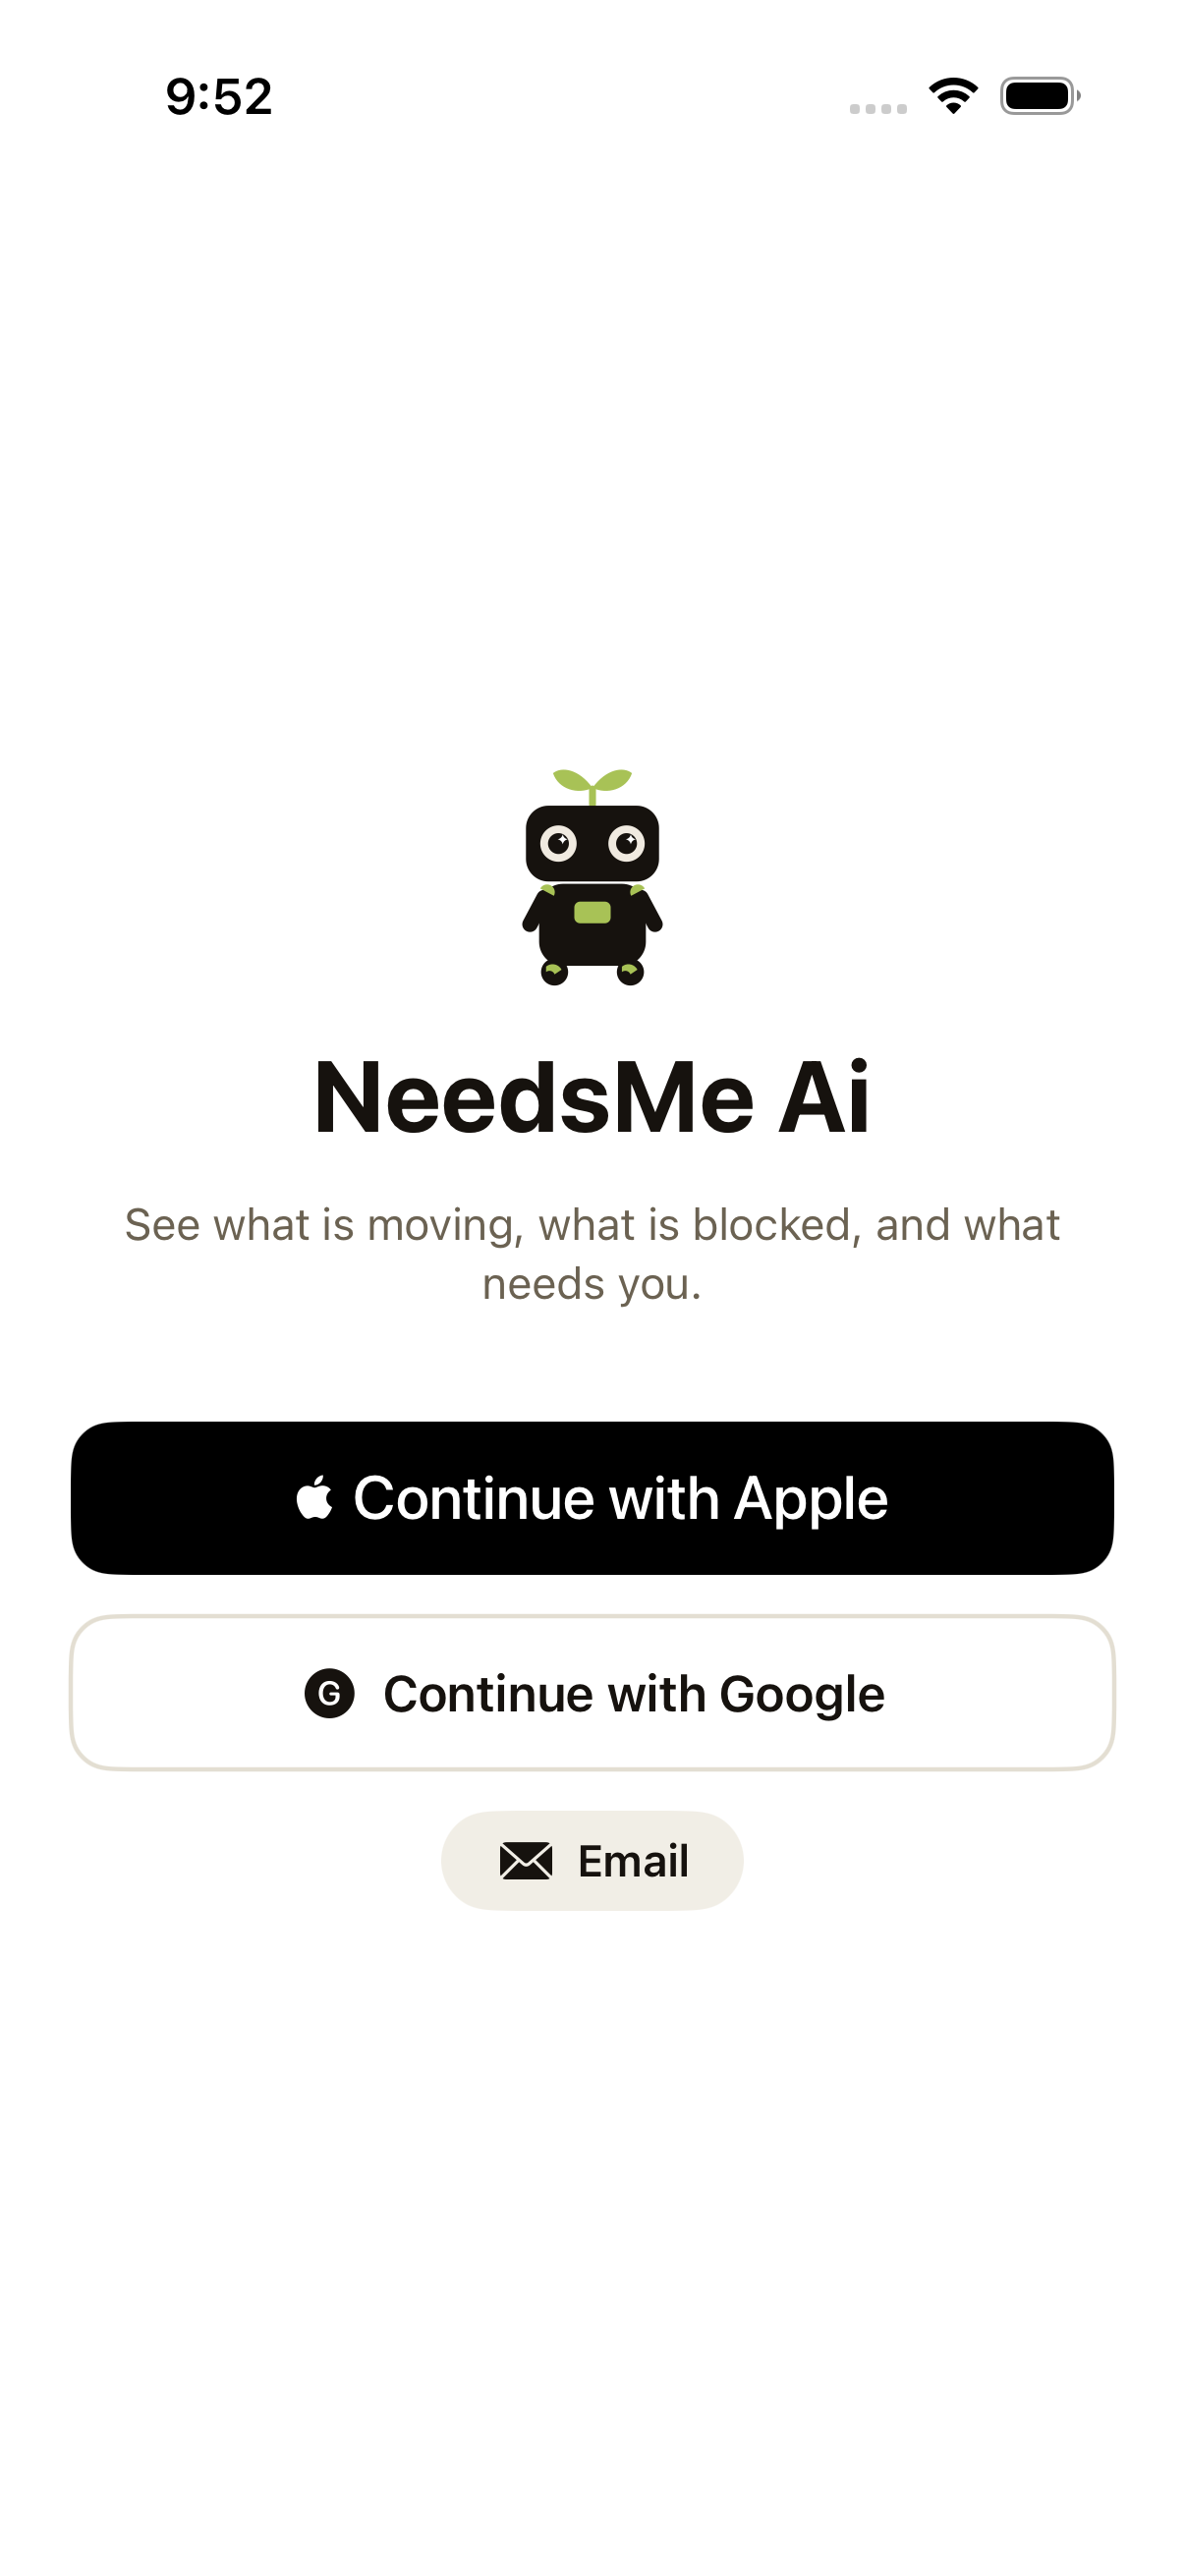 9:52
NeedsMe Ai
See what is moving, what is blocked, and what
needs you.
Continue with Apple
G Continue with Google
Email